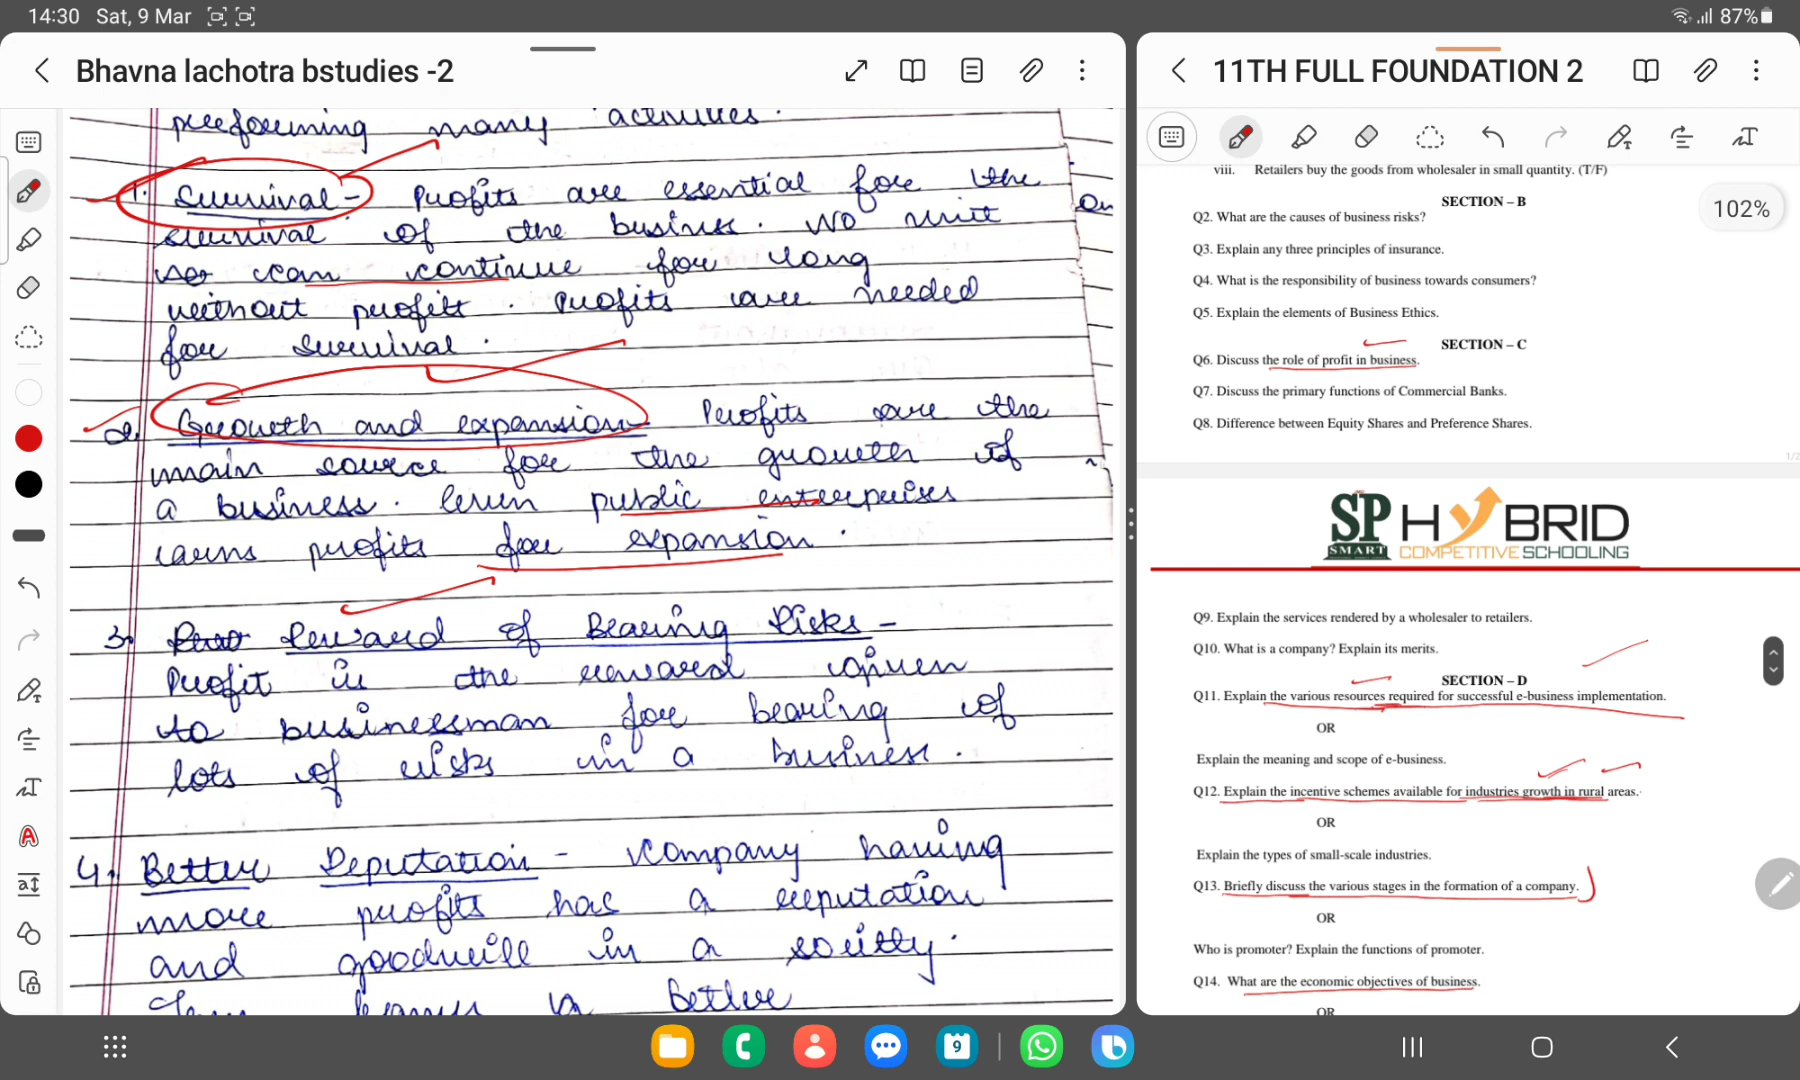 14:30 Sat, 9 Mar
87%
Bhavna lachotra bstudies -2
preforming many activities.
1. Survival - Profits are essential for the
survival of the business. No unit
can continue for long
without profits. Profits are needed
for survival.
2. Growth and expansion Profits are the
main source for the growth of
a business. Even public enterprises
earns profits for expansion.
3. Reward of Bearing Risks -
Profit is the reward given
to businessman for bearing of
lots of risks in a business.
4. Better Reputation - Company having
more profits has a reputation
and goodwill in a society.
better
on
11TH FULL FOUNDATION 2
102%
viii. Retailers buy the goods from wholesaler in small quantity. (T/F)
SECTION – B
Q2. What are the causes of business risks?
Q3. Explain any three principles of insurance.
Q4. What is the responsibility of business towards consumers?
Q5. Explain the elements of Business Ethics.
SECTION – C
Q6. Discuss the role of profit in business.
Q7. Discuss the primary functions of Commercial Banks.
Q8. Difference between Equity Shares and Preference Shares.
1/2
SP HYBRID
SMART COMPETITIVE SCHOOLING
Q9. Explain the services rendered by a wholesaler to retailers.
Q10. What is a company? Explain its merits.
SECTION – D
Q11. Explain the various resources required for successful e-business implementation.
OR
Explain the meaning and scope of e-business.
Q12. Explain the incentive schemes available for industries growth in rural areas.
OR
Explain the types of small-scale industries.
Q13. Briefly discuss the various stages in the formation of a company.
OR
Who is promoter? Explain the functions of promoter.
Q14. What are the economic objectives of business.
OR
9